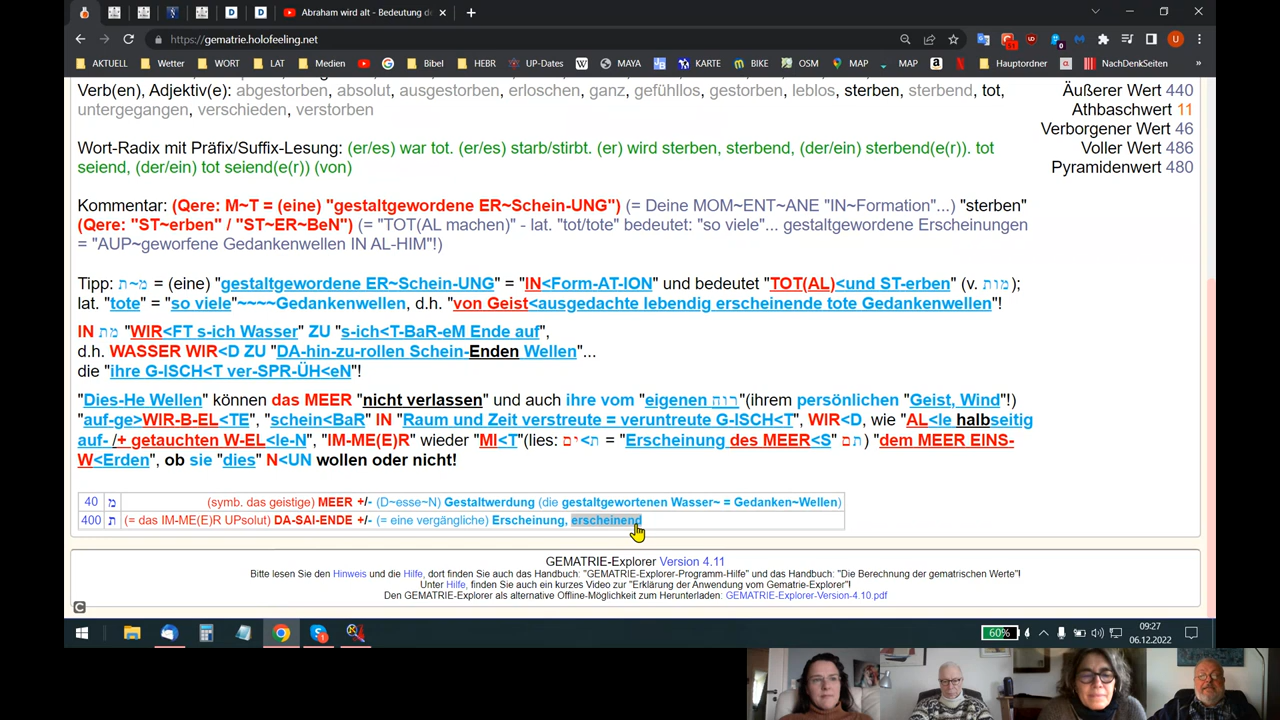 Abraham wird alt - Bedeutung de
https://gematrie.holofeeling.net
AKTUELL Wetter WORT LAT Medien Bibel HEBR UP-Dates MAYA KARTE BIKE OSM MAP MAP Hauptordner NachDenkSeiten
Verb(en), Adjektiv(e): abgestorben, absolut, ausgestorben, erloschen, ganz, gefühllos, gestorben, leblos, sterben, sterbend, tot,
untergegangen, verschieden, verstorben
Äußerer Wert 440
Athbaschwert 11
Verborgener Wert 46
Voller Wert 486
Pyramidenwert 480
Wort-Radix mit Präfix/Suffix-Lesung: (er/es) war tot. (er/es) starb/stirbt. (er) wird sterben, sterbend, (der/ein) sterbend(e(r)). tot
seiend, (der/ein) tot seiend(e(r)) (von)
Kommentar: (Qere: M~T = (eine) "gestaltgewordene ER~Schein-UNG") (= Deine MOM~ENT~ANE "IN~Formation"...) "sterben"
(Qere: "ST~erben" / "ST~ER~BeN") (= "TOT(AL machen)" - lat. "tot/tote" bedeutet: "so viele"... gestaltgewordene Erscheinungen
= "AUP~geworfene Gedankenwellen IN AL-HIM"!)
Tipp: מ~ת = (eine) "gestaltgewordene ER~Schein-UNG" = "IN<Form-AT-ION" und bedeutet "TOT(AL)<und ST-erben" (v. מות);
lat. "tote" = "so viele"~~~~Gedankenwellen, d.h. "von Geist<ausgedachte lebendig erscheinende tote Gedankenwellen"!
IN מת "WIR<FT s-ich Wasser ZU "s-ich<T-BaR-eM Ende auf",
d.h. WASSER WIR<D ZU "DA-hin-zu-rollen Schein-Enden Wellen"...
die "ihre G-ISCH<T ver-SPR-ÜH<eN"!
"Dies-He Wellen" können das MEER "nicht verlassen" und auch ihre vom "eigenen רוח"(ihrem persönlichen "Geist, Wind"!)
"auf-ge>WIR-B-EL<TE", "schein<BaR" IN "Raum und Zeit verstreute = veruntreute G-ISCH<T", WIR<D, wie "AL<le halbseitig
auf- /+ getauchten W-EL<le-N", "IM-ME(E)R" wieder "MI<T"(lies: ת<ים = "Erscheinung des MEER<S" תם) "dem MEER EINS-
W<Erden", ob sie "dies" N<UN wollen oder nicht!
40 מ (symb. das geistige) MEER +/- (D~esse~N) Gestaltwerdung (die gestaltgewortenen Wasser~ = Gedanken~Wellen)
400 ת (= das IM-ME(E)R UPsolut) DA-SAI-ENDE +/- (= eine vergängliche) Erscheinung, erscheinend
GEMATRIE-Explorer Version 4.11
Bitte lesen Sie den Hinweis und die Hilfe, dort finden Sie auch das Handbuch: "GEMATRIE-Explorer-Programm-Hilfe" und das Handbuch: "Die Berechnung der gematrischen Werte"!
Unter Hilfe, finden Sie auch ein kurzes Video zur "Erklärung der Anwendung vom Gematrie-Explorer"!
Den GEMATRIE-Explorer als alternative Offline-Möglichkeit zum Herunterladen: GEMATRIE-Explorer-Version-4.10.pdf
60%
09:27
06.12.2022